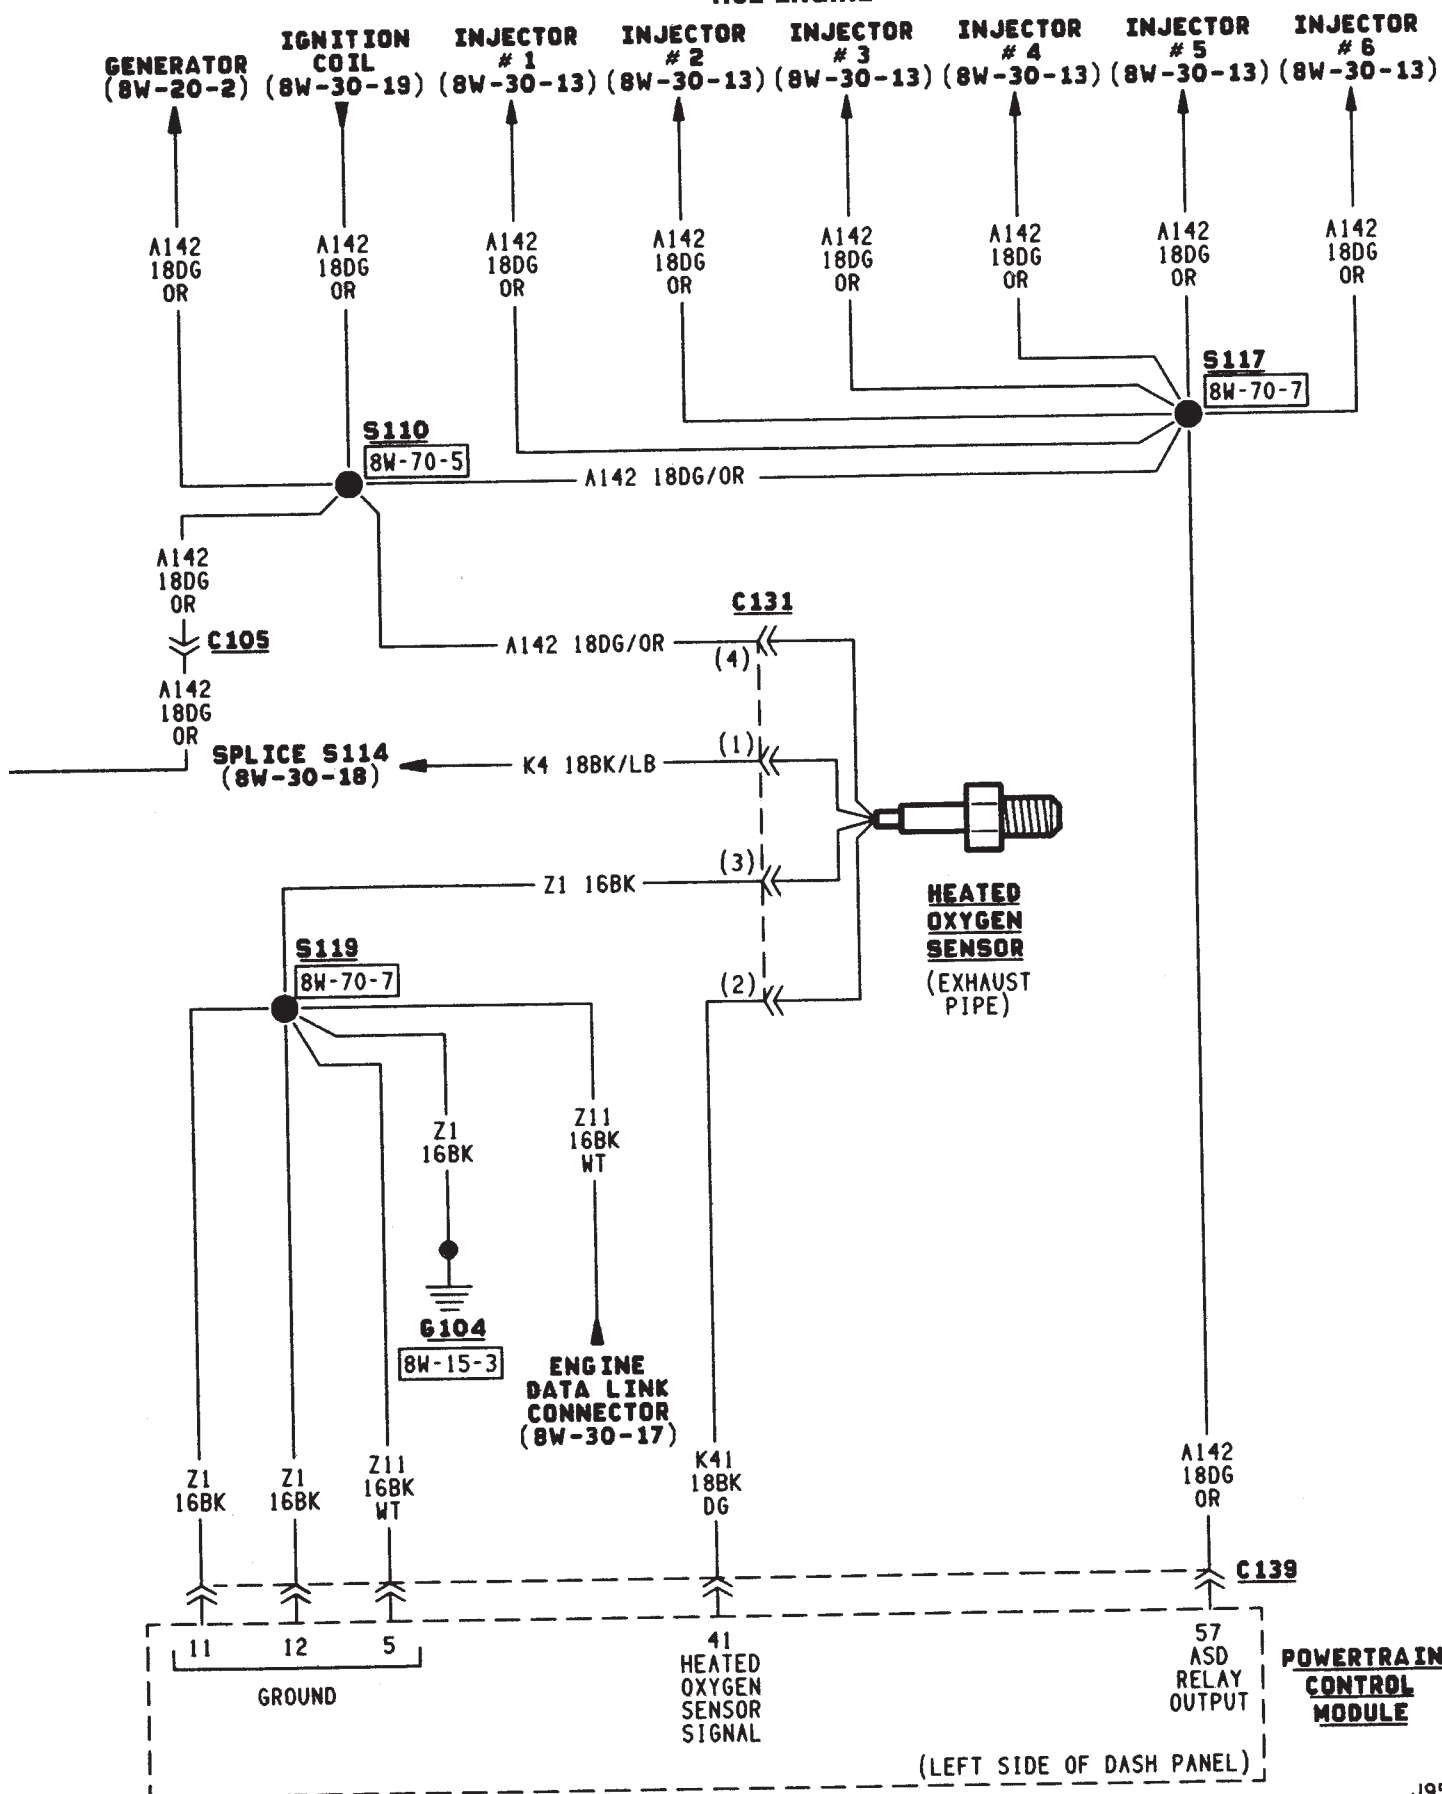 GENERATOR
(8W-20-2)
IGNITION
COIL
(8W-30-19)
INJECTOR
#1
(8W-30-13)
INJECTOR
#2
(8W-30-13)
INJECTOR
#3
(8W-30-13)
INJECTOR
#4
(8W-30-13)
INJECTOR
#5
(8W-30-13)
INJECTOR
#6
(8W-30-13)
A142
18DG
OR
A142
18DG
OR
A142
18DG
OR
A142
18DG
OR
A142
18DG
OR
A142
18DG
OR
A142
18DG
OR
A142
18DG
OR
S117
8W-70-7
S110
8W-70-5
A142 18DG/OR
A142
18DG
OR
C105
A142
18DG
OR
C131
A142 18DG/OR
(4)
SPLICE S114
(8W-30-18)
K4 18BK/LB
(1)
Z1 16BK
(3)
HEATED
OXYGEN
SENSOR
(EXHAUST
PIPE)
S119
8W-70-7
(2)
Z1
16BK
Z11
16BK
WT
G104
8W-15-3
ENGINE
DATA LINK
CONNECTOR
(8W-30-17)
Z1
16BK
Z1
16BK
Z11
16BK
WT
K41
18BK
DG
A142
18DG
OR
C139
11
12
5
GROUND
41
HEATED
OXYGEN
SENSOR
SIGNAL
57
ASD
RELAY
OUTPUT
POWERTRAIN
CONTROL
MODULE
(LEFT SIDE OF DASH PANEL)